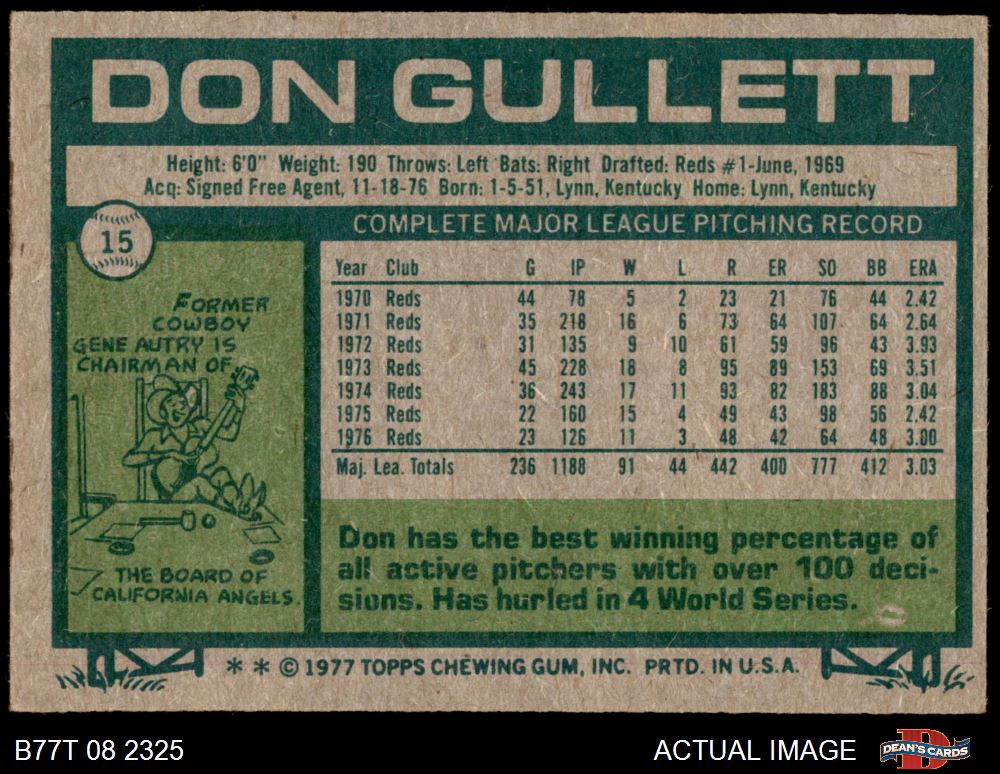 DON GULLETT
Height: 6'0" Weight: 190 Throws: Left Bats: Right Drafted: Reds #1-June, 1969
Acq: Signed Free Agent, 11-18-76 Born: 1-5-51, Lynn, Kentucky Home: Lynn, Kentucky
15
FORMER
COWBOY
GENE AUTRY IS
CHAIRMAN OF
THE BOARD OF
CALIFORNIA ANGELS.
COMPLETE MAJOR LEAGUE PITCHING RECORD
Year Club G IP W L R ER SO BB ERA
1970 Reds 44 78 5 2 23 21 76 44 2.42
1971 Reds 35 218 16 6 73 64 107 64 2.64
1972 Reds 31 135 9 10 61 59 96 43 3.93
1973 Reds 45 228 18 8 95 89 153 69 3.51
1974 Reds 36 243 17 11 93 82 183 88 3.04
1975 Reds 22 160 15 4 49 43 98 56 2.42
1976 Reds 23 126 11 3 48 42 64 48 3.00
Maj. Lea. Totals 236 1188 91 44 442 400 777 412 3.03
Don has the best winning percentage of
all active pitchers with over 100 deci-
sions. Has hurled in 4 World Series.
* * © 1977 TOPPS CHEWING GUM, INC. PRTD. IN U.S.A.
B77T 08 2325
ACTUAL IMAGE
DEAN'S CARDS